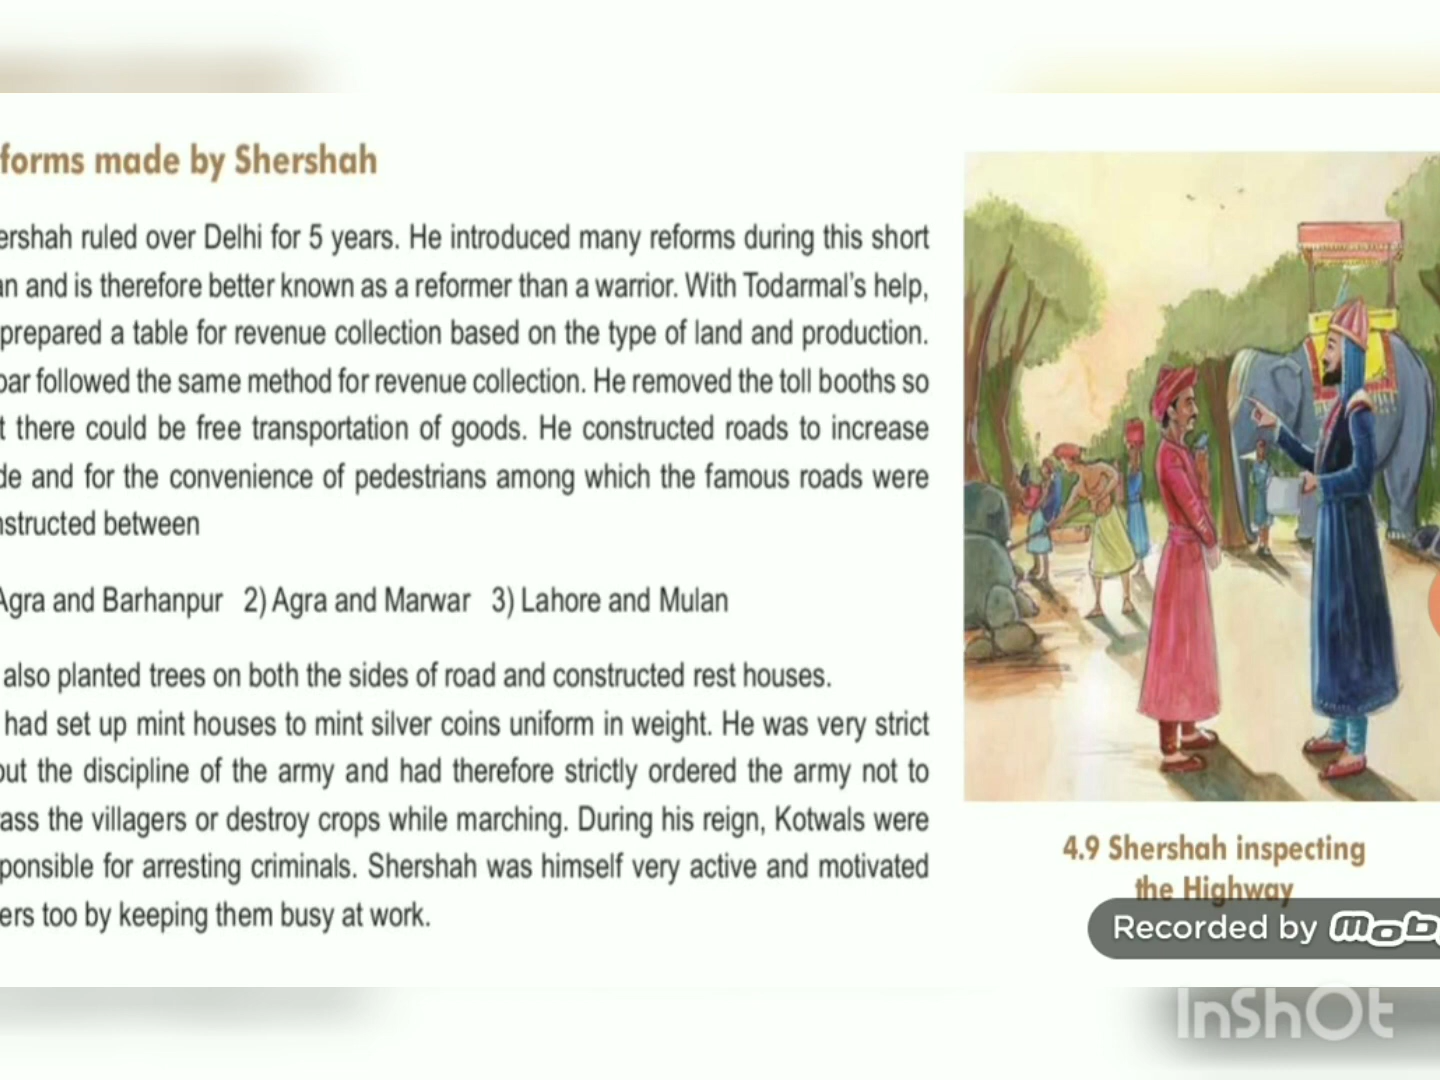 forms made by Shershah
ershah ruled over Delhi for 5 years. He introduced many reforms during this short
an and is therefore better known as a reformer than a warrior. With Todarmal's help,
prepared a table for revenue collection based on the type of land and production.
bar followed the same method for revenue collection. He removed the toll booths so
t there could be free transportation of goods. He constructed roads to increase
de and for the convenience of pedestrians among which the famous roads were
nstructed between
Agra and Barhanpur 2) Agra and Marwar 3) Lahore and Mulan
also planted trees on both the sides of road and constructed rest houses.
had set up mint houses to mint silver coins uniform in weight. He was very strict
out the discipline of the army and had therefore strictly ordered the army not to
rass the villagers or destroy crops while marching. During his reign, Kotwals were
ponsible for arresting criminals. Shershah was himself very active and motivated
ers too by keeping them busy at work.
4.9 Shershah inspecting
the Highway
Recorded by mob
InShOt